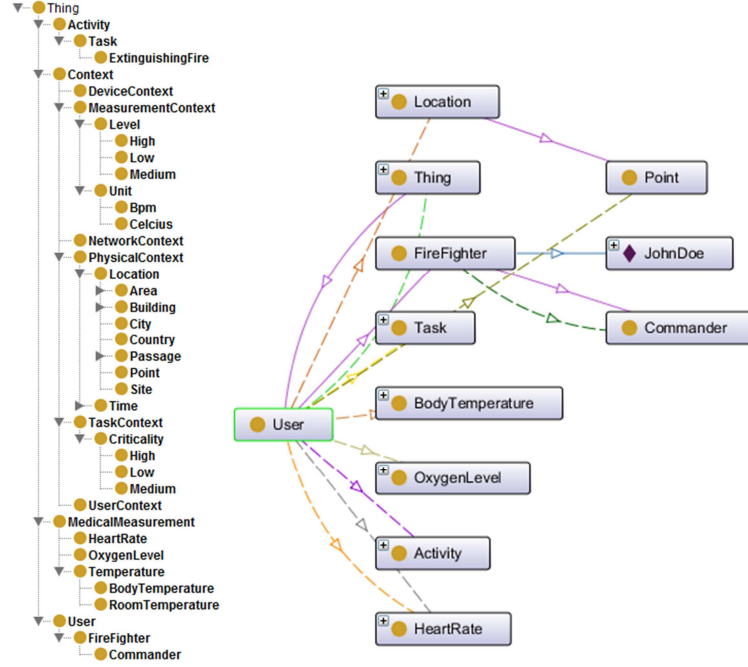 Thing
Activity
Task
ExtinguishingFire
Context
DeviceContext
MeasurementContext
Level
High
Low
Medium
Unit
Bpm
Celcius
NetworkContext
PhysicalContext
Location
Area
Building
City
Country
Passage
Point
Site
Time
TaskContext
Criticality
High
Low
Medium
UserContext
MedicalMeasurement
HeartRate
OxygenLevel
Temperature
BodyTemperature
RoomTemperature
User
FireFighter
Commander
Location
Thing
Point
FireFighter
JohnDoe
Task
Commander
BodyTemperature
User
OxygenLevel
Activity
HeartRate